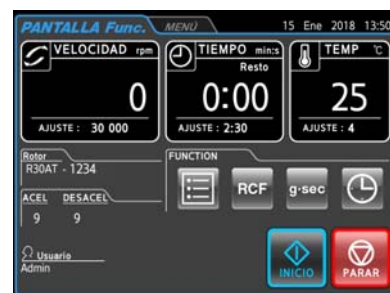 PANTALLA Func. MENÚ 15 Ene 2018 13:50
VELOCIDAD rpm
0
AJUSTE : 30 000
TIEMPO min:s
Resto
0:00
AJUSTE : 2:30
TEMP °C
25
AJUSTE : 4
Rotor
R30AT - 1234
ACEL DESACEL
9 9
Usuario
Admin
FUNCTION
RCF
g·sec
INICIO
PARAR